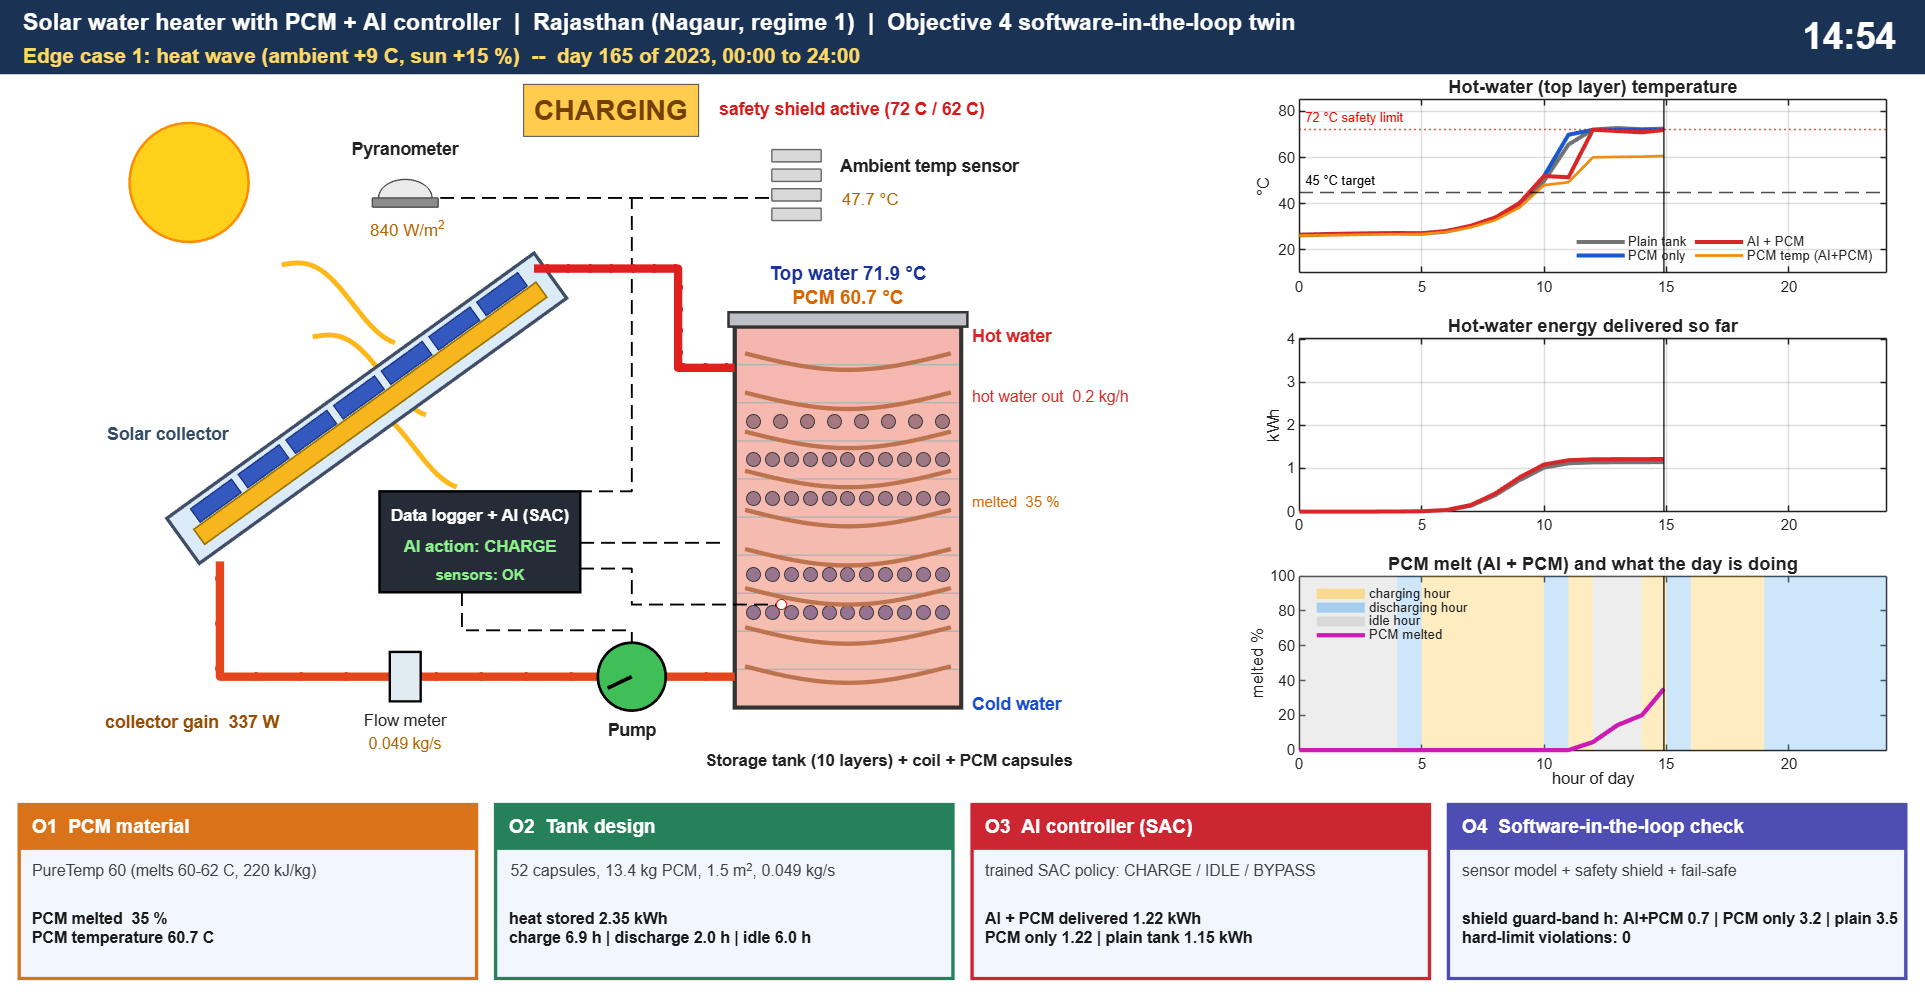 Solar water heater with PCM + AI controller | Rajasthan (Nagaur, regime 1) | Objective 4 software-in-the-loop twin
Edge case 1: heat wave (ambient +9 C, sun +15 %) -- day 165 of 2023, 00:00 to 24:00
14:54
CHARGING
safety shield active (72 C / 62 C)
Pyranometer
840 W/m²
Ambient temp sensor
47.7 °C
Top water 71.9 °C
PCM 60.7 °C
Hot water
hot water out 0.2 kg/h
Solar collector
melted 35 %
Data logger + AI (SAC)
AI action: CHARGE
sensors: OK
Cold water
collector gain 337 W
Flow meter
0.049 kg/s
Pump
Storage tank (10 layers) + coil + PCM capsules
Hot-water (top layer) temperature
80
60
40
20
°C
72 °C safety limit
45 °C target
Plain tank
AI + PCM
PCM only
PCM temp (AI+PCM)
0 5 10 15 20
Hot-water energy delivered so far
4
3
2
1
0
kWh
0 5 10 15 20
PCM melt (AI + PCM) and what the day is doing
100
80
60
40
20
0
melted %
charging hour
discharging hour
idle hour
PCM melted
0 5 10 15 20
hour of day
O1 PCM material
PureTemp 60 (melts 60-62 C, 220 kJ/kg)
PCM melted 35 %
PCM temperature 60.7 C
O2 Tank design
52 capsules, 13.4 kg PCM, 1.5 m², 0.049 kg/s
heat stored 2.35 kWh
charge 6.9 h | discharge 2.0 h | idle 6.0 h
O3 AI controller (SAC)
trained SAC policy: CHARGE / IDLE / BYPASS
AI + PCM delivered 1.22 kWh
PCM only 1.22 | plain tank 1.15 kWh
O4 Software-in-the-loop check
sensor model + safety shield + fail-safe
shield guard-band h: AI+PCM 0.7 | PCM only 3.2 | plain 3.5
hard-limit violations: 0